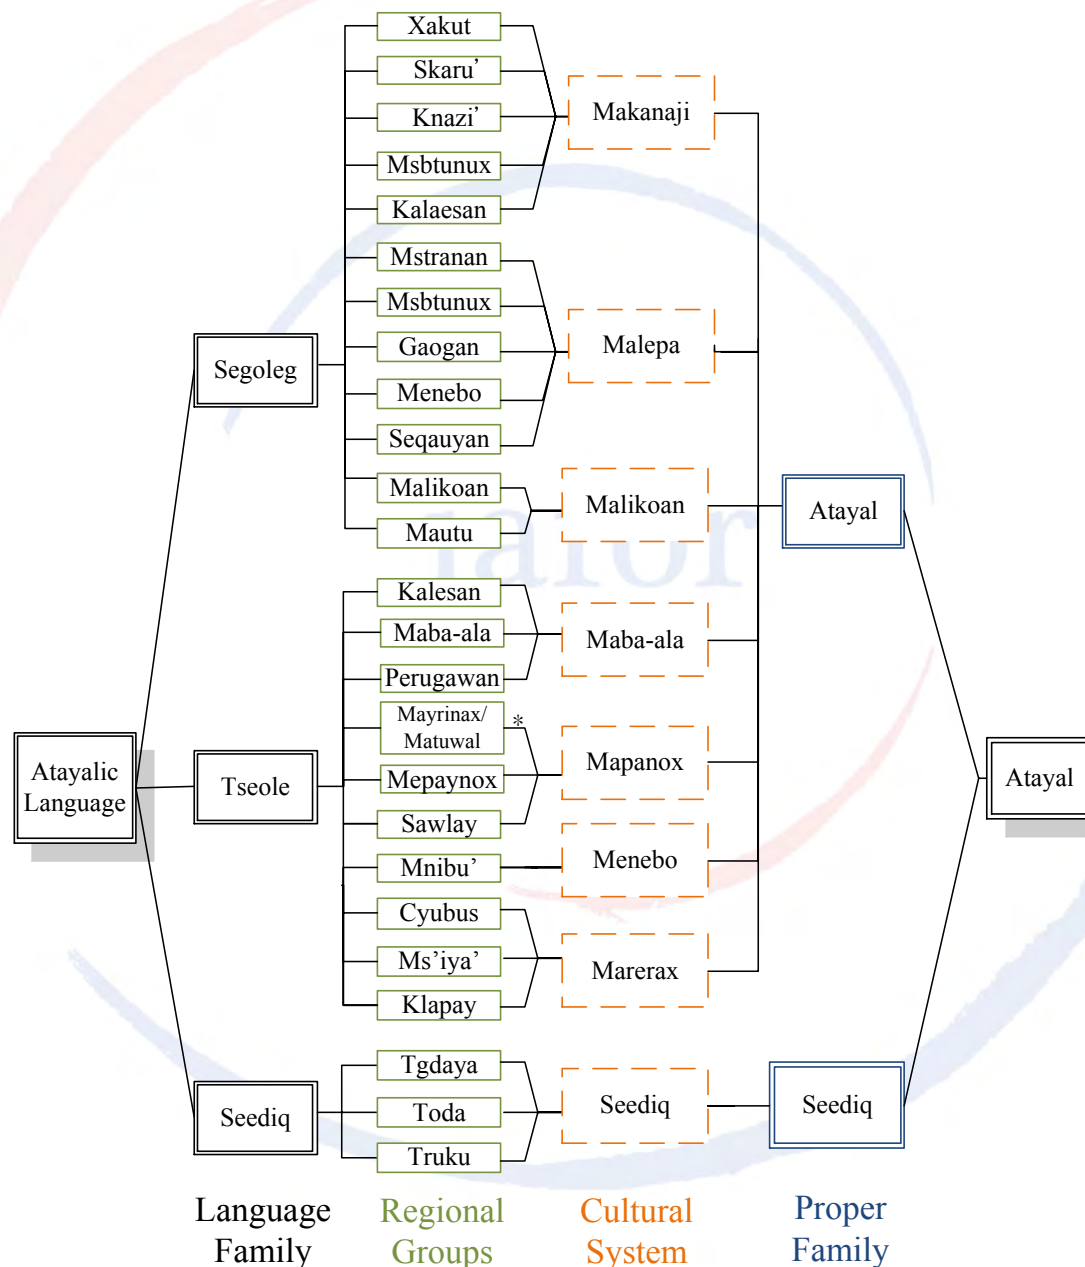 Xakut
Skaru’
Knazi’
Msbtunux
Kalaesan
Makanaji
Mstranan
Msbtunux
Gaogan
Menebo
Seqauyan
Malepa
Segoleg
Malikoan
Mautu
Malikoan
Atayal
iafor
Kalesan
Maba-ala
Perugawan
Maba-ala
Mayrinax/
Matuwal
*
Mepaynox
Sawlay
Mapanox
Atayalic
Language
Tseole
Atayal
Mnibu’
Menebo
Cyubus
Ms’iya’
Klapay
Marerax
Tgdaya
Toda
Truku
Seediq
Seediq
Seediq
Language
Family
Regional
Groups
Cultural
System
Proper
Family